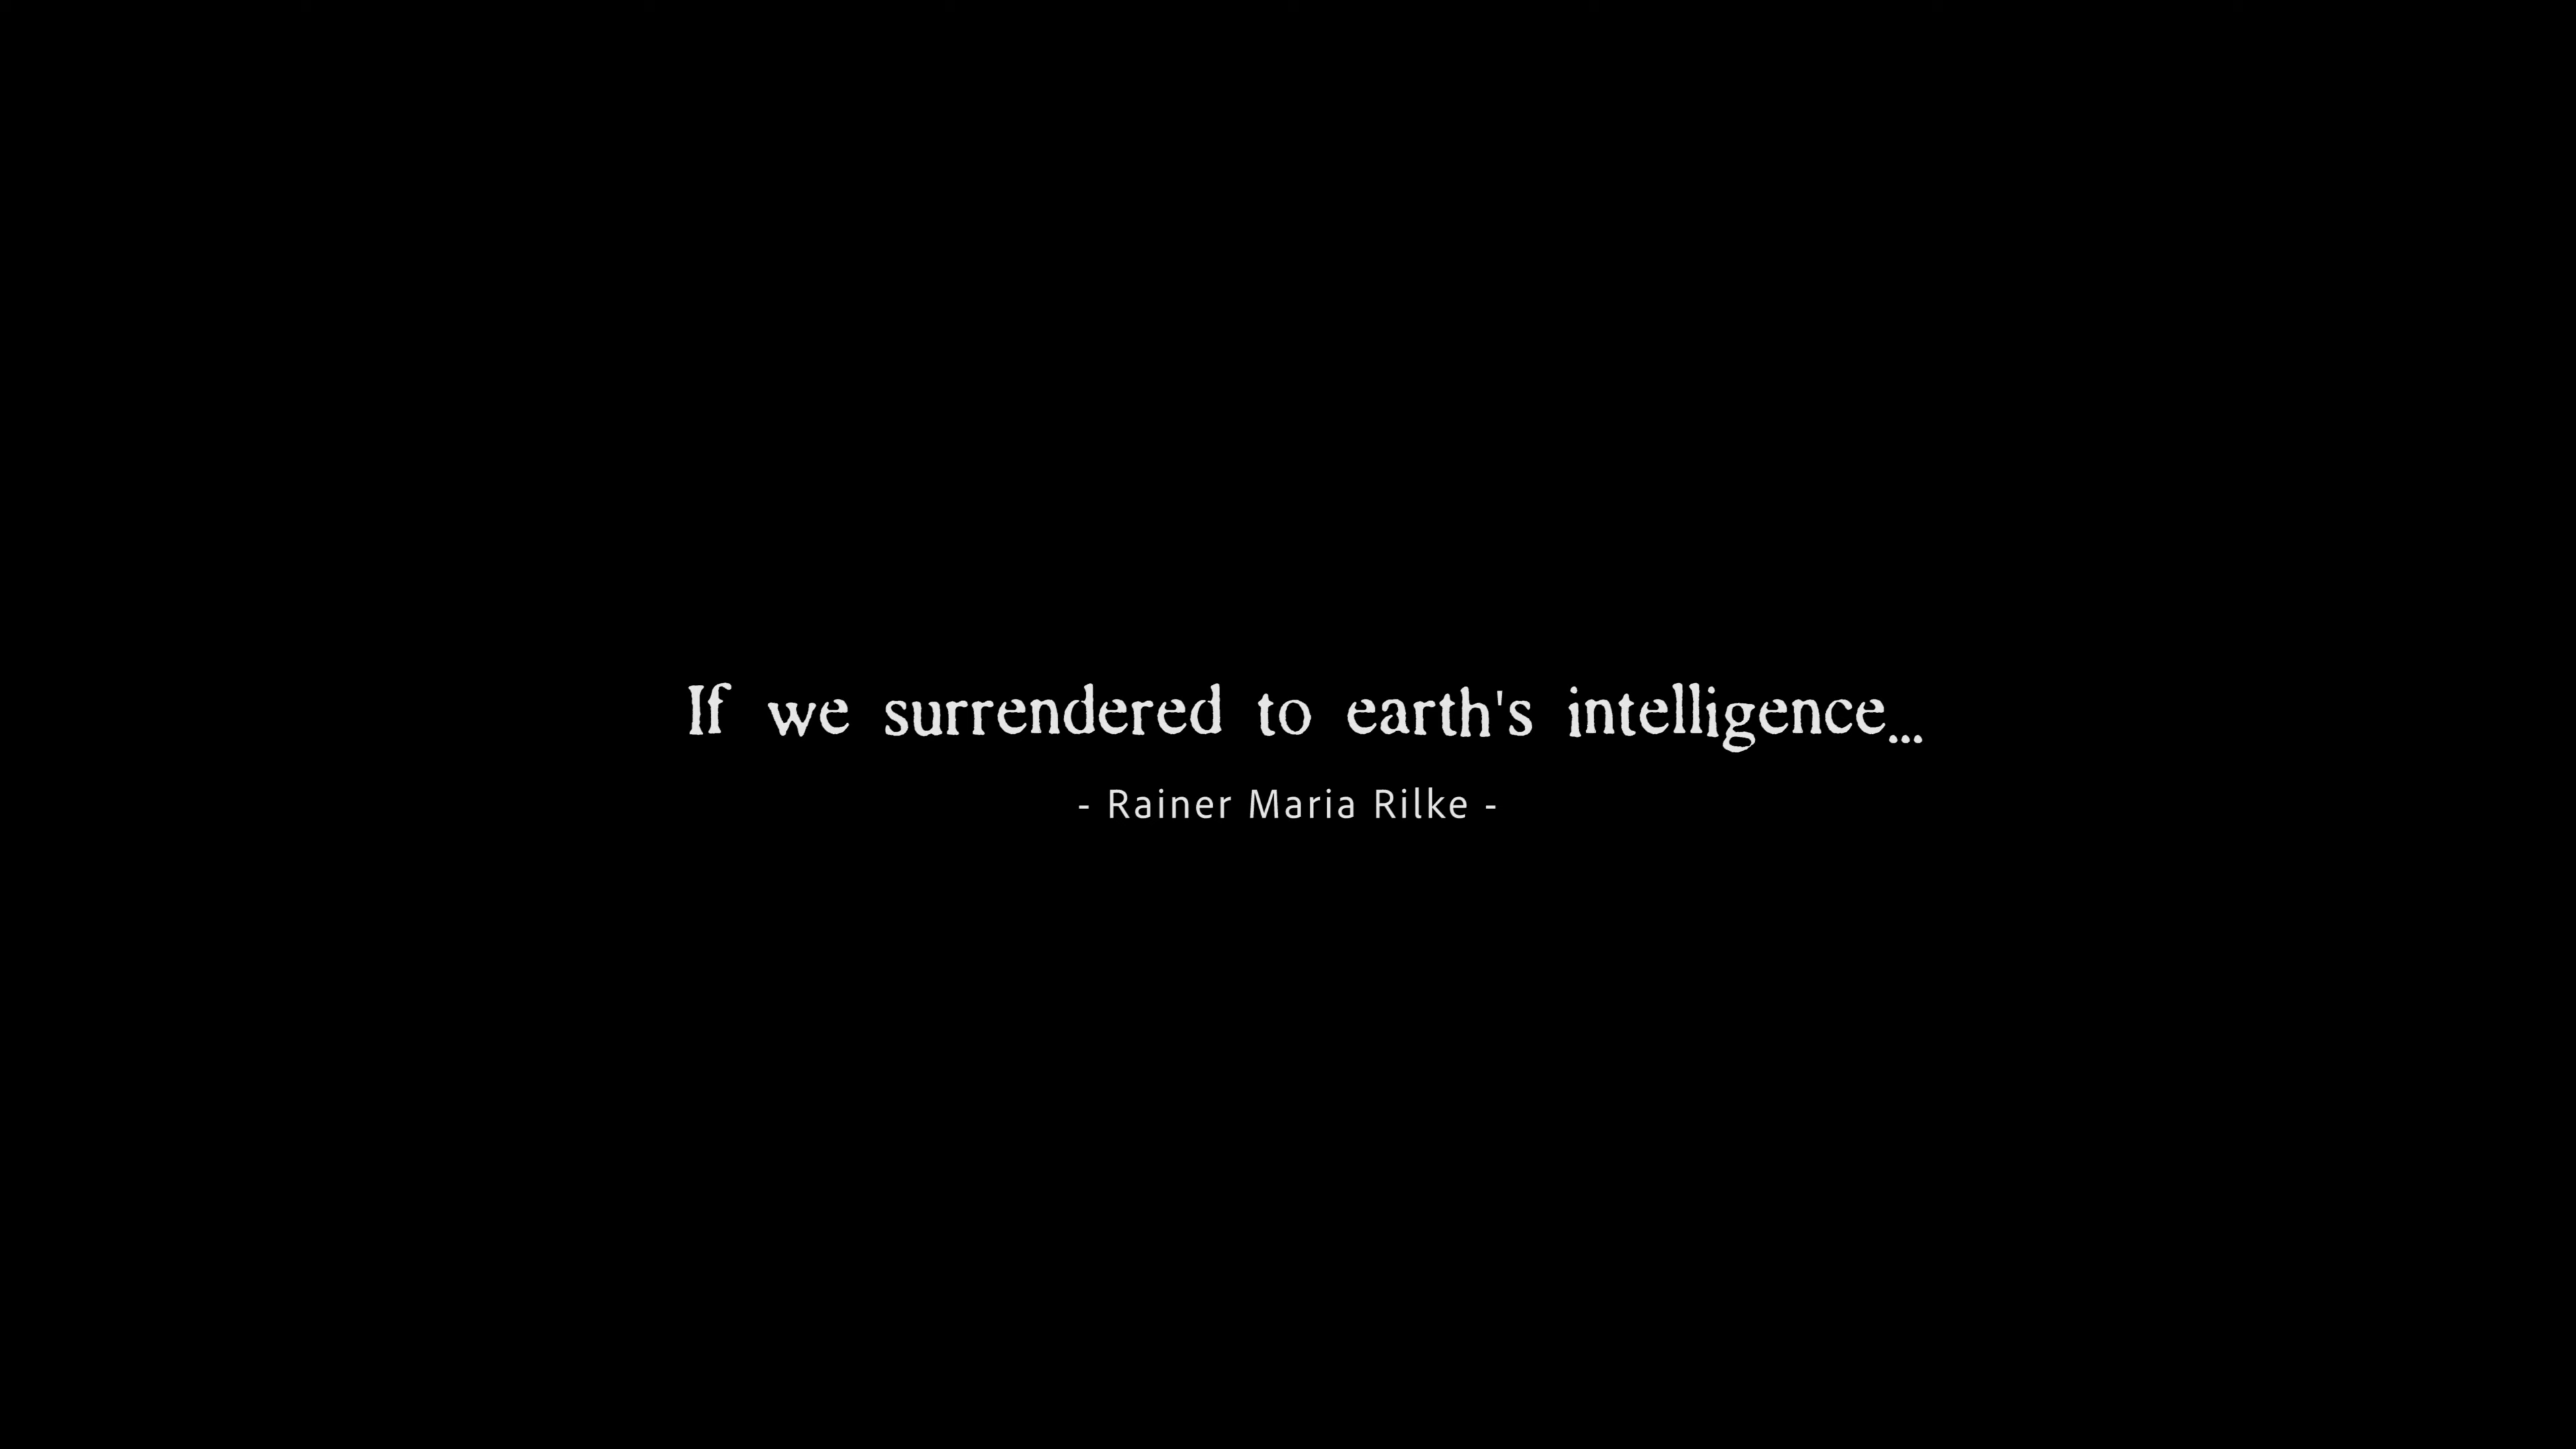 If we surrendered to earth's intelligence...
- Rainer Maria Rilke -